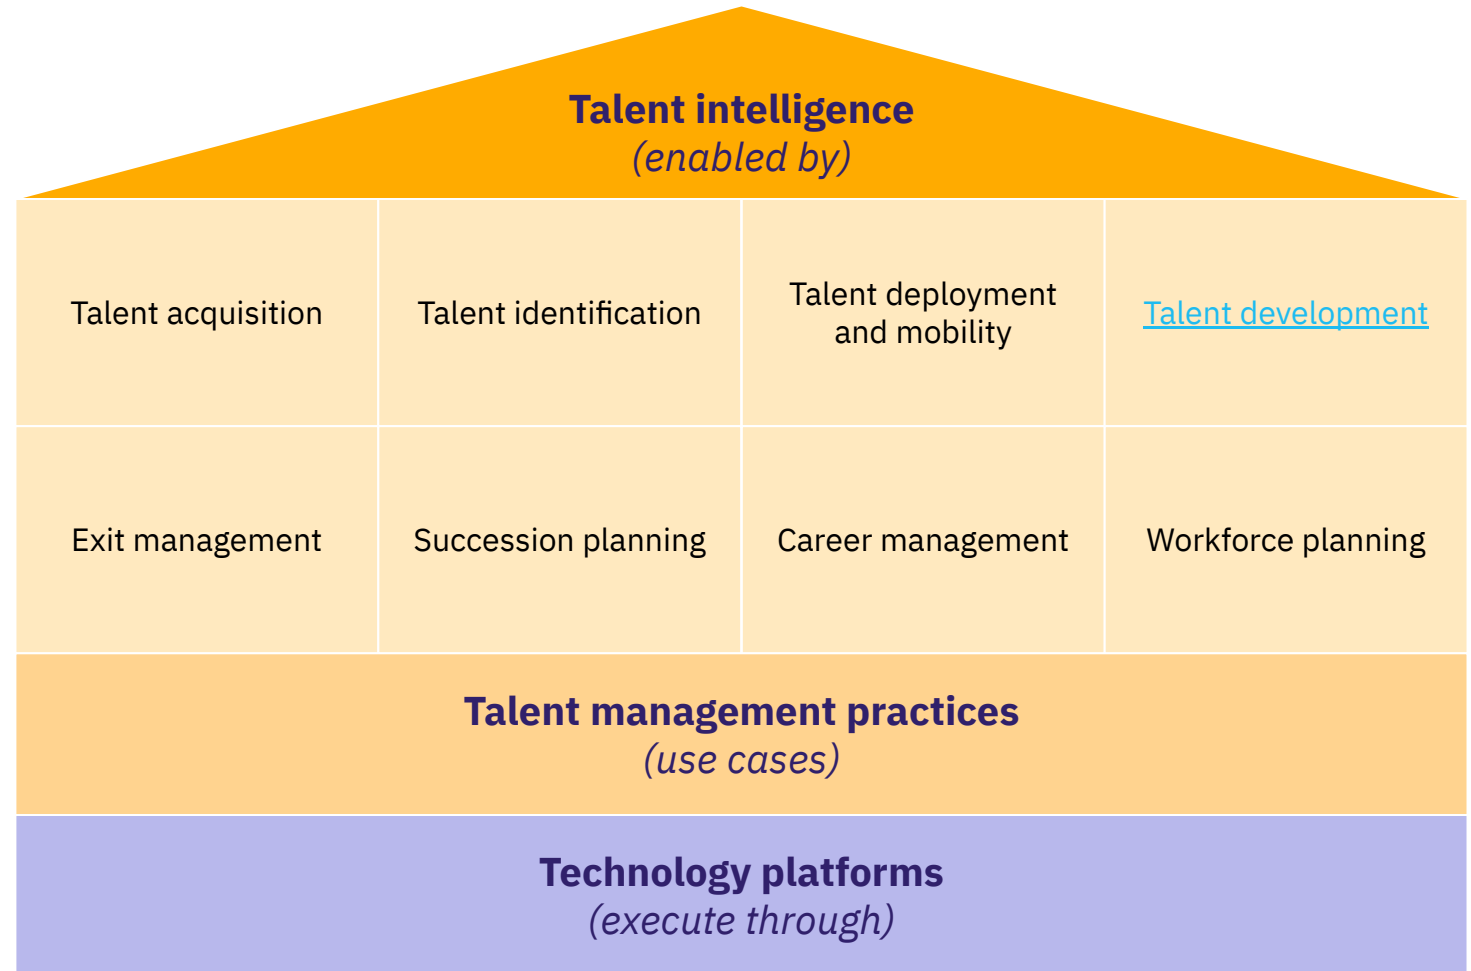 Talent intelligence
(enabled by)
Talent acquisition
Talent identification
Talent deployment
and mobility
Talent development
Exit management
Succession planning
Career management
Workforce planning
Talent management practices
(use cases)
Technology platforms
(execute through)